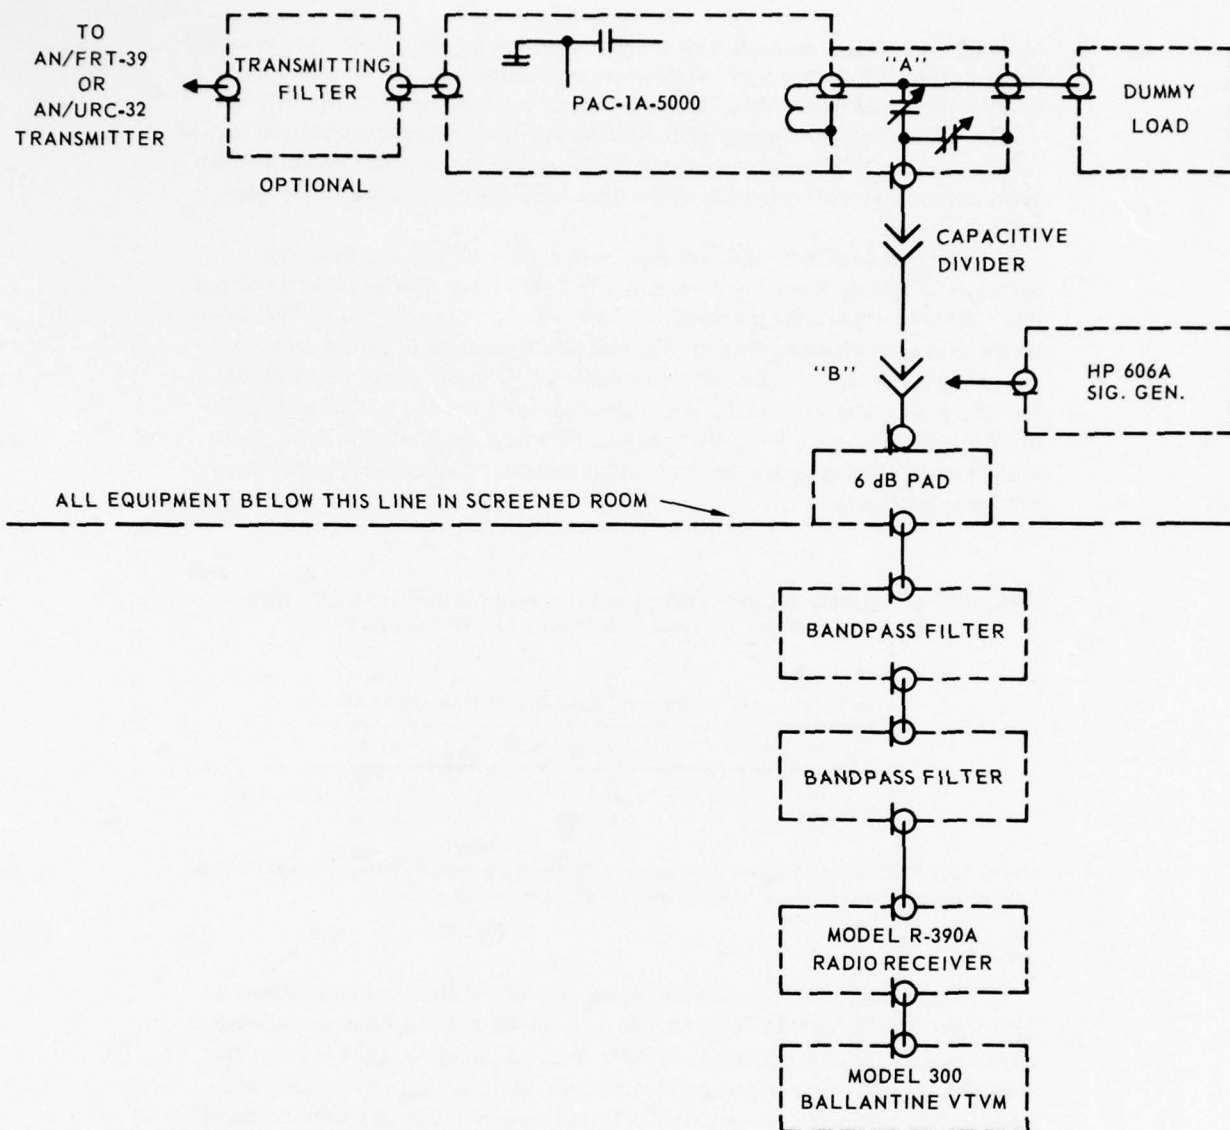 TO
AN/FRT-39
OR
AN/URC-32
TRANSMITTER
TRANSMITTING
FILTER
OPTIONAL
PAC-1A-5000
"A"
DUMMY
LOAD
CAPACITIVE
DIVIDER
"B"
HP 606A
SIG. GEN.
6 dB PAD
ALL EQUIPMENT BELOW THIS LINE IN SCREENED ROOM
BANDPASS FILTER
BANDPASS FILTER
MODEL R-390A
RADIO RECEIVER
MODEL 300
BALLANTINE VTVM